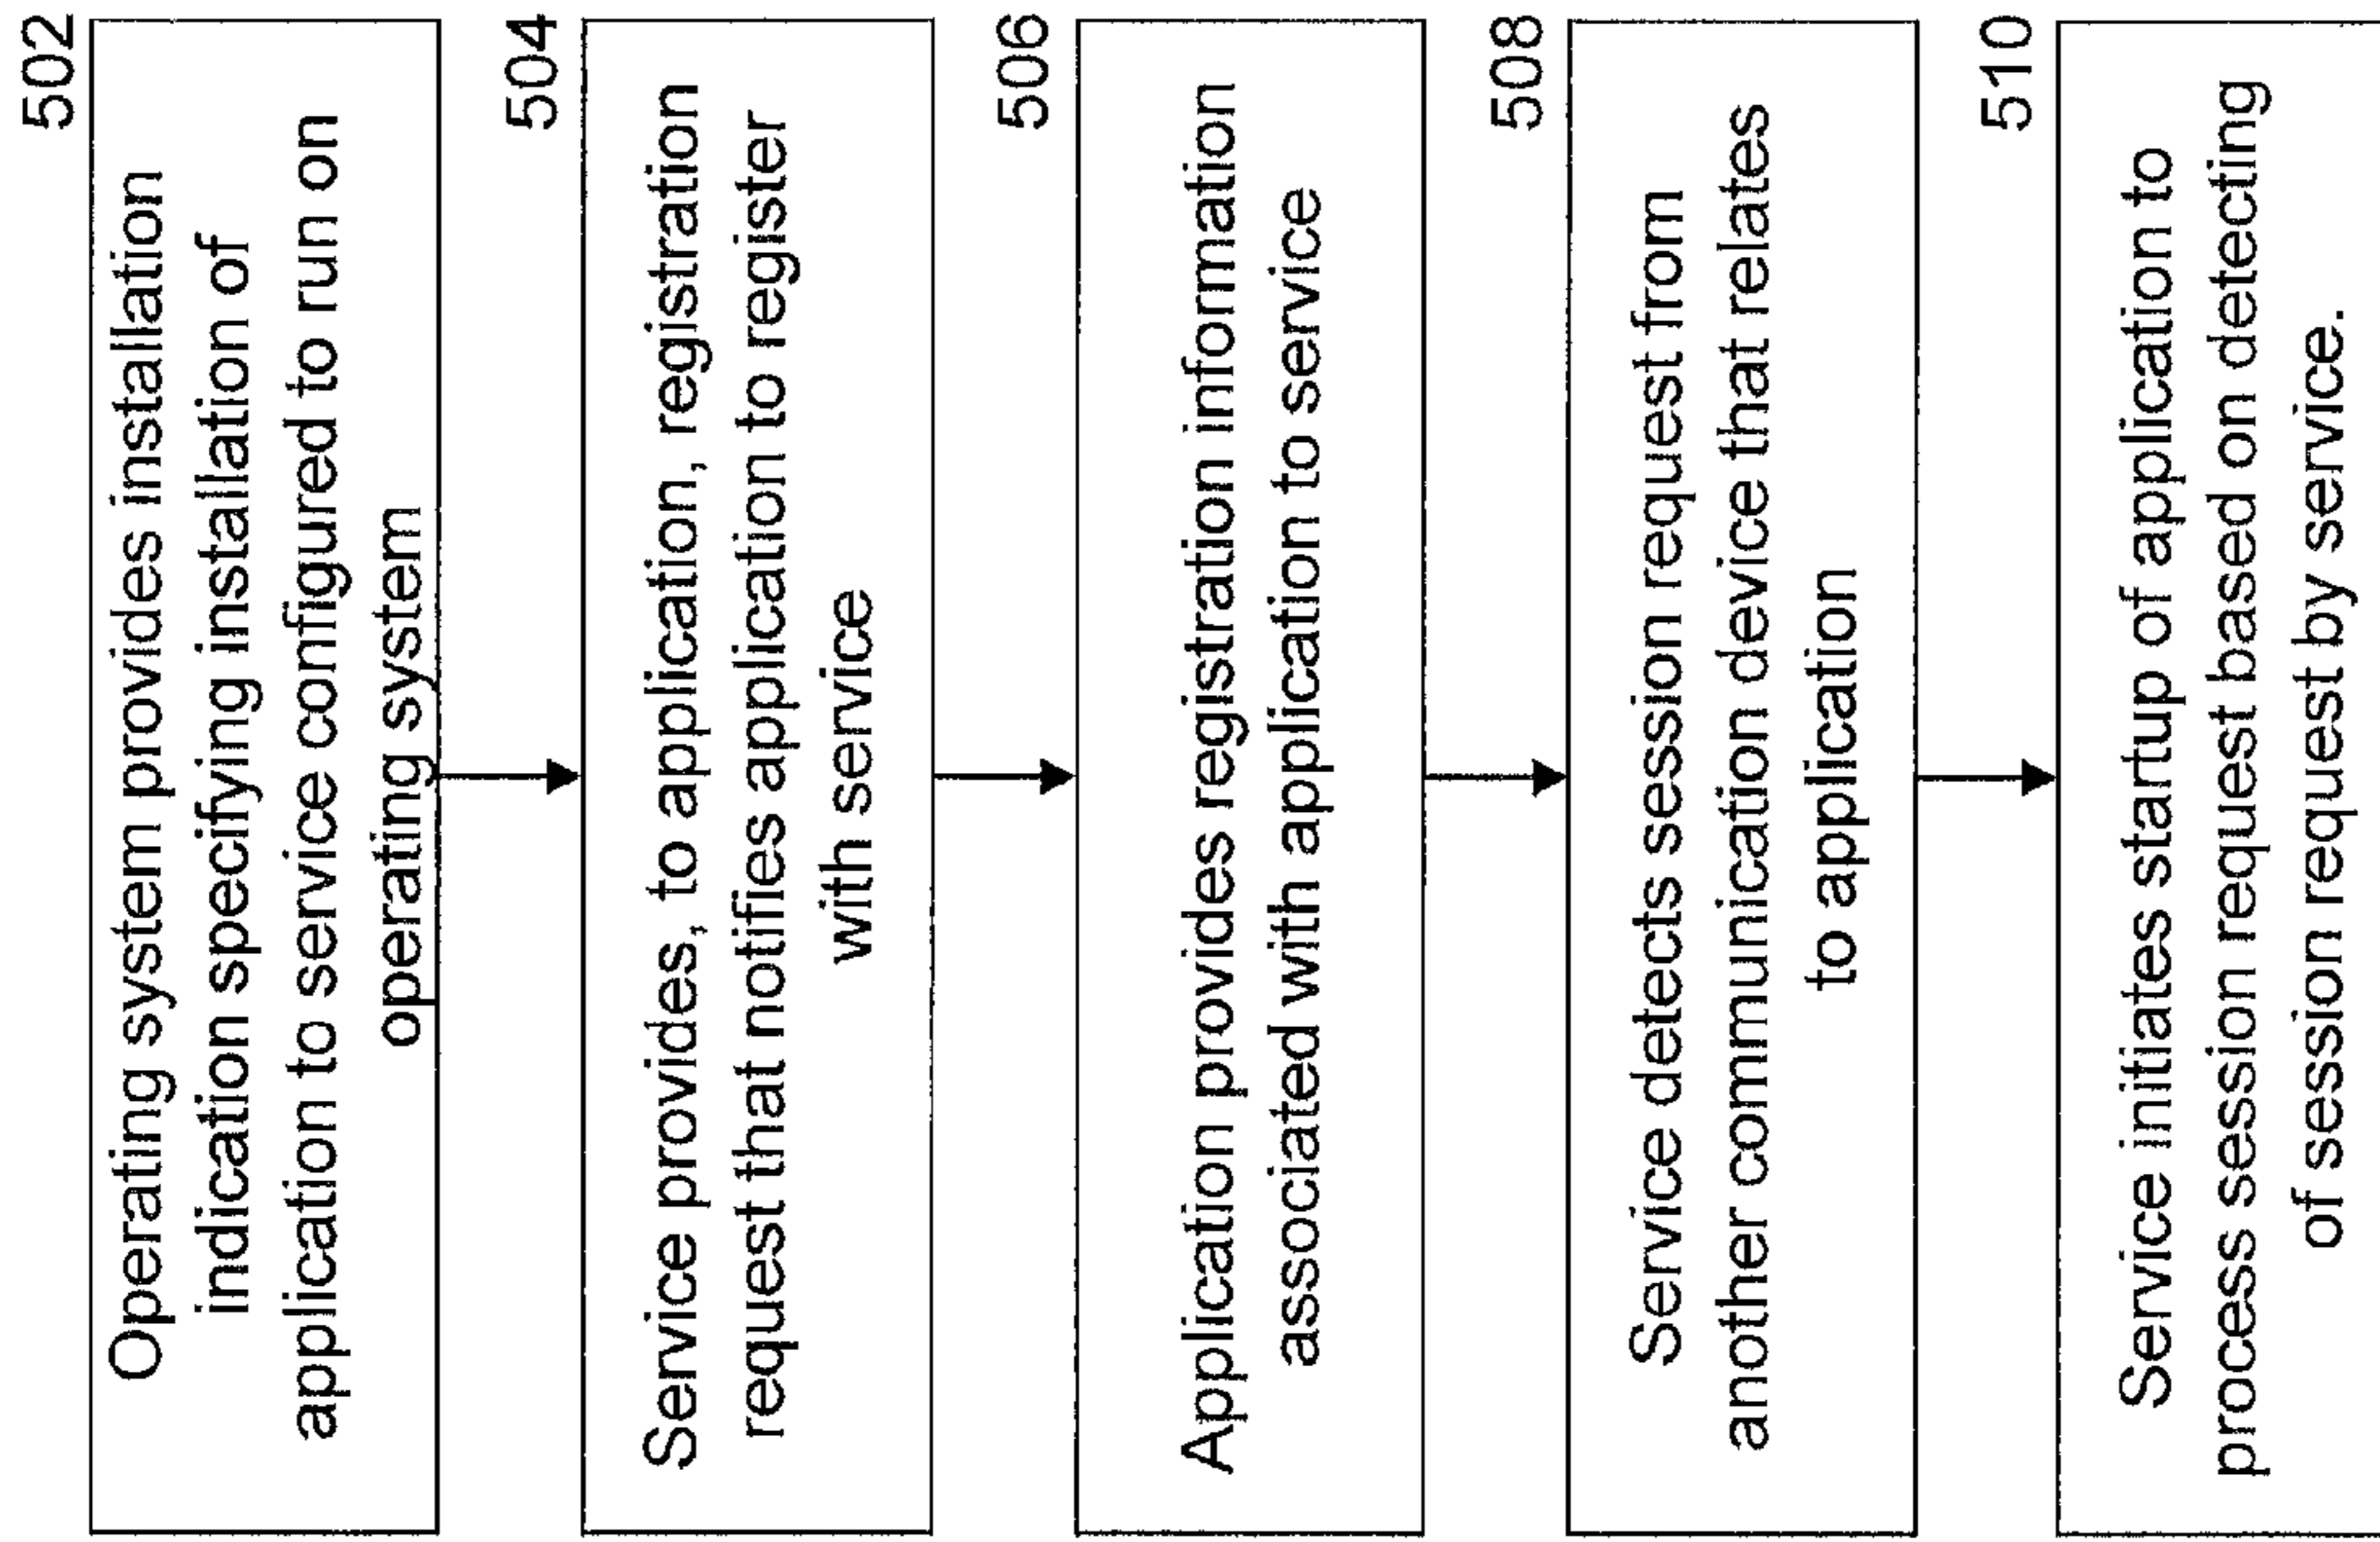 502
Operating system provides installation
indication specifying installation of
application to service configured to run on
operating system
504
Service provides, to application, registration
request that notifies application to register
with service
506
Application provides registration information
associated with application to service
508
Service detects session request from
another communication device that relates
to application
510
Service initiates startup of application to
process session request based on detecting
of session request by service.